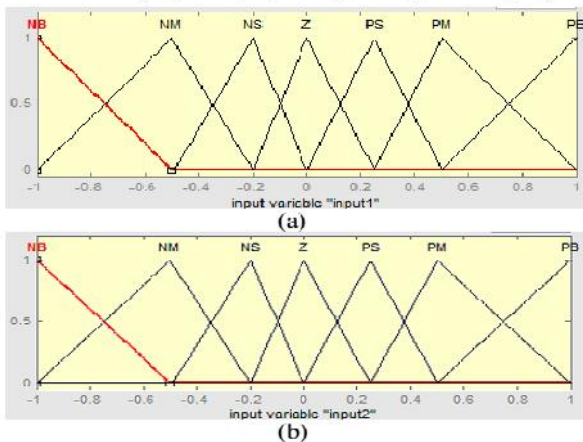 NB NM NS Z PS PM PB
1
0.5
0
-1 -0.8 -0.6 -0.4 -0.2 0 0.2 0.4 0.6 0.8 1
input variable "input1"
(a)
NB NM NS Z PS PM PB
1
0.5
0
-1 -0.8 -0.6 -0.4 -0.2 0 0.2 0.4 0.6 0.8 1
input variable "input2"
(b)